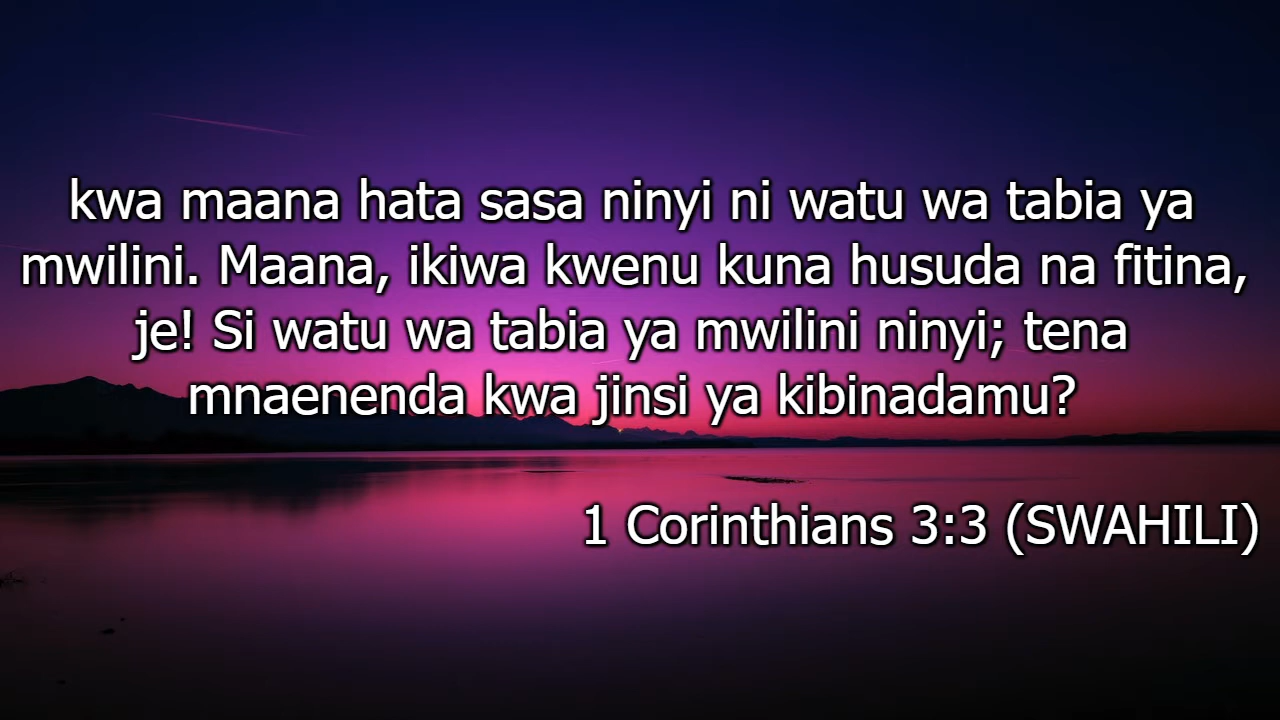 kwa maana hata sasa ninyi ni watu wa tabia ya
mwilini. Maana, ikiwa kwenu kuna husuda na fitina,
je! Si watu wa tabia ya mwilini ninyi; tena
mnaenenda kwa jinsi ya kibinadamu?
1 Corinthians 3:3 (SWAHILI)